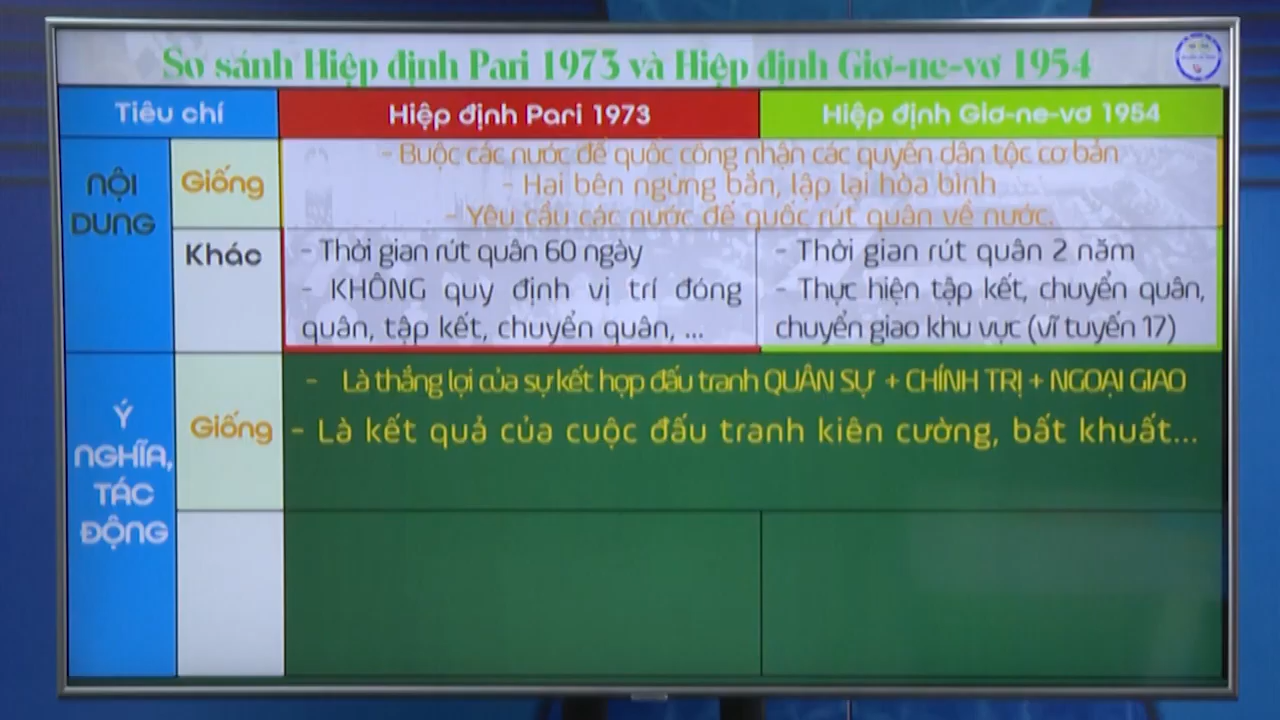 So sánh Hiệp định Pari 1973 và Hiệp định Giơ-ne-vơ 1954
Tiêu chí
Hiệp định Pari 1973
Hiệp định Giơ-ne-vơ 1954
NỘI
DUNG
Giống
- Buộc các nước đế quốc công nhận các quyền dân tộc cơ bản
- Hai bên ngừng bắn, lập lại hòa bình
- Yêu cầu các nước đế quốc rút quân về nước.
Khác
- Thời gian rút quân 60 ngày
- KHÔNG quy định vị trí đóng
quân, tập kết, chuyển quân, ...
- Thời gian rút quân 2 năm
- Thực hiện tập kết, chuyển quân,
chuyển giao khu vực (vĩ tuyến 17)
Ý
NGHĨA,
TÁC
ĐỘNG
Giống
- Là thắng lợi của sự kết hợp đấu tranh QUÂN SỰ + CHÍNH TRỊ + NGOẠI GIAO
- Là kết quả của cuộc đấu tranh kiên cường, bất khuất...